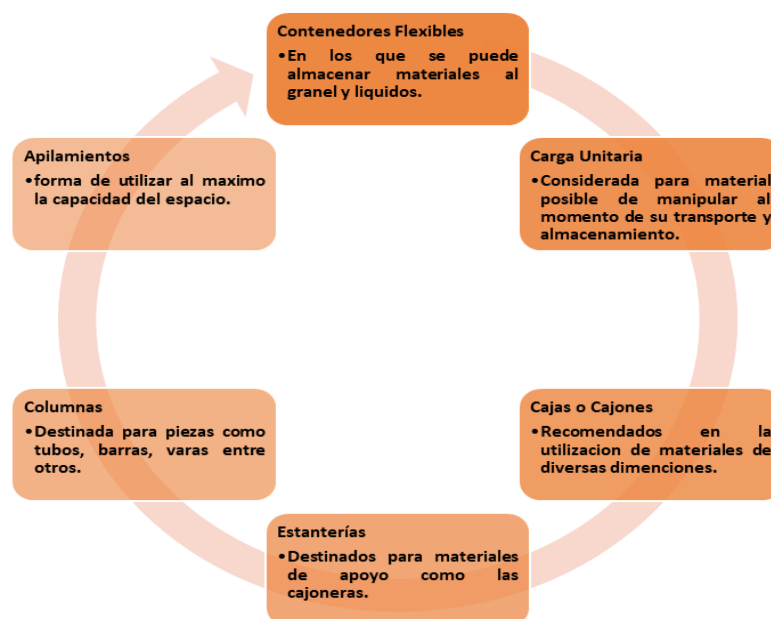 Contenedores Flexibles
•En los que se puede
almacenar materiales al
granel y liquidos.
Carga Unitaria
•Considerada para material
posible de manipular al
momento de su transporte y
almacenamiento.
Cajas o Cajones
•Recomendados en la
utilizacion de materiales de
diversas dimenciones.
Estanterías
•Destinados para materiales
de apoyo como las
cajoneras.
Columnas
•Destinada para piezas como
tubos, barras, varas entre
otros.
Apilamientos
•forma de utilizar al maximo
la capacidad del espacio.